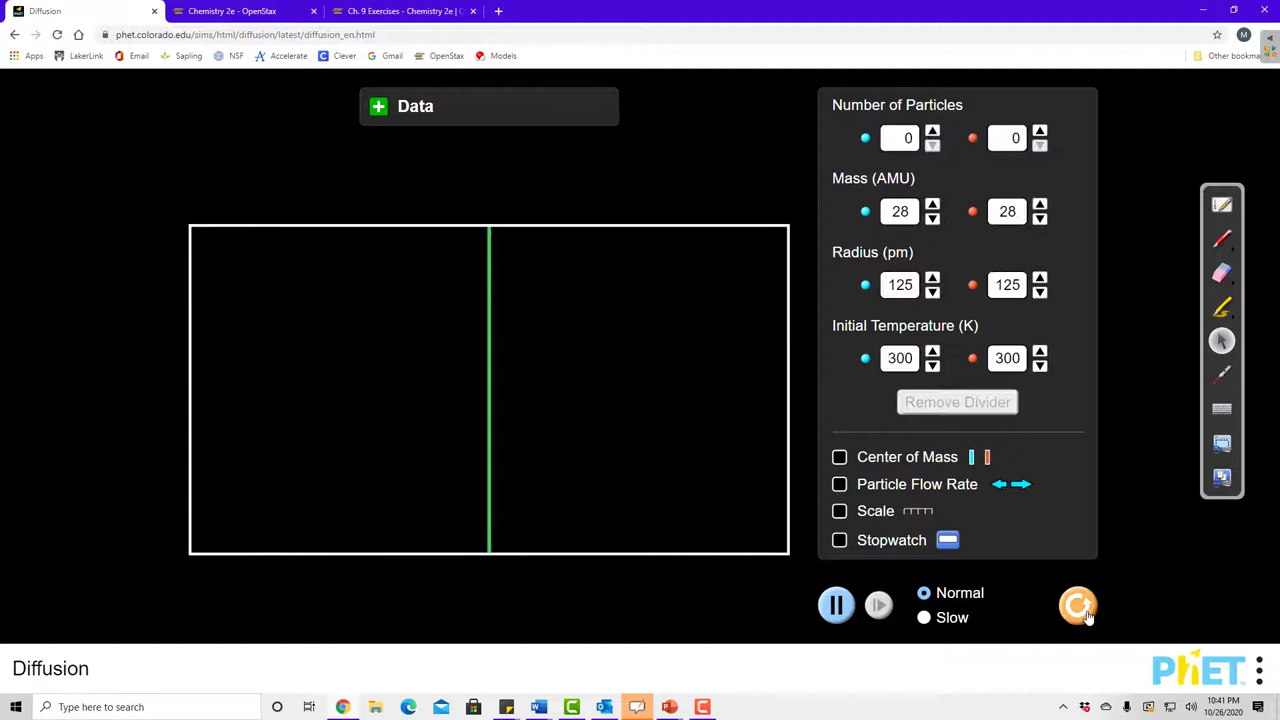 Diffusion
Chemistry 2e - OpenStax
Ch. 9 Exercises - Chemistry 2e |
phet.colorado.edu/sims/html/diffusion/latest/diffusion_en.html
M
Apps
LakerLink
Email
Sapling
NSF
Accelerate
Clever
Gmail
OpenStax
Models
Other bookma
Data
Number of Particles
0
0
Mass (AMU)
28
28
Radius (pm)
125
125
Initial Temperature (K)
300
300
Remove Divider
Center of Mass
Particle Flow Rate
Scale
Stopwatch
Normal
Slow
Diffusion
PhET
Type here to search
10:41 PM
10/26/2020